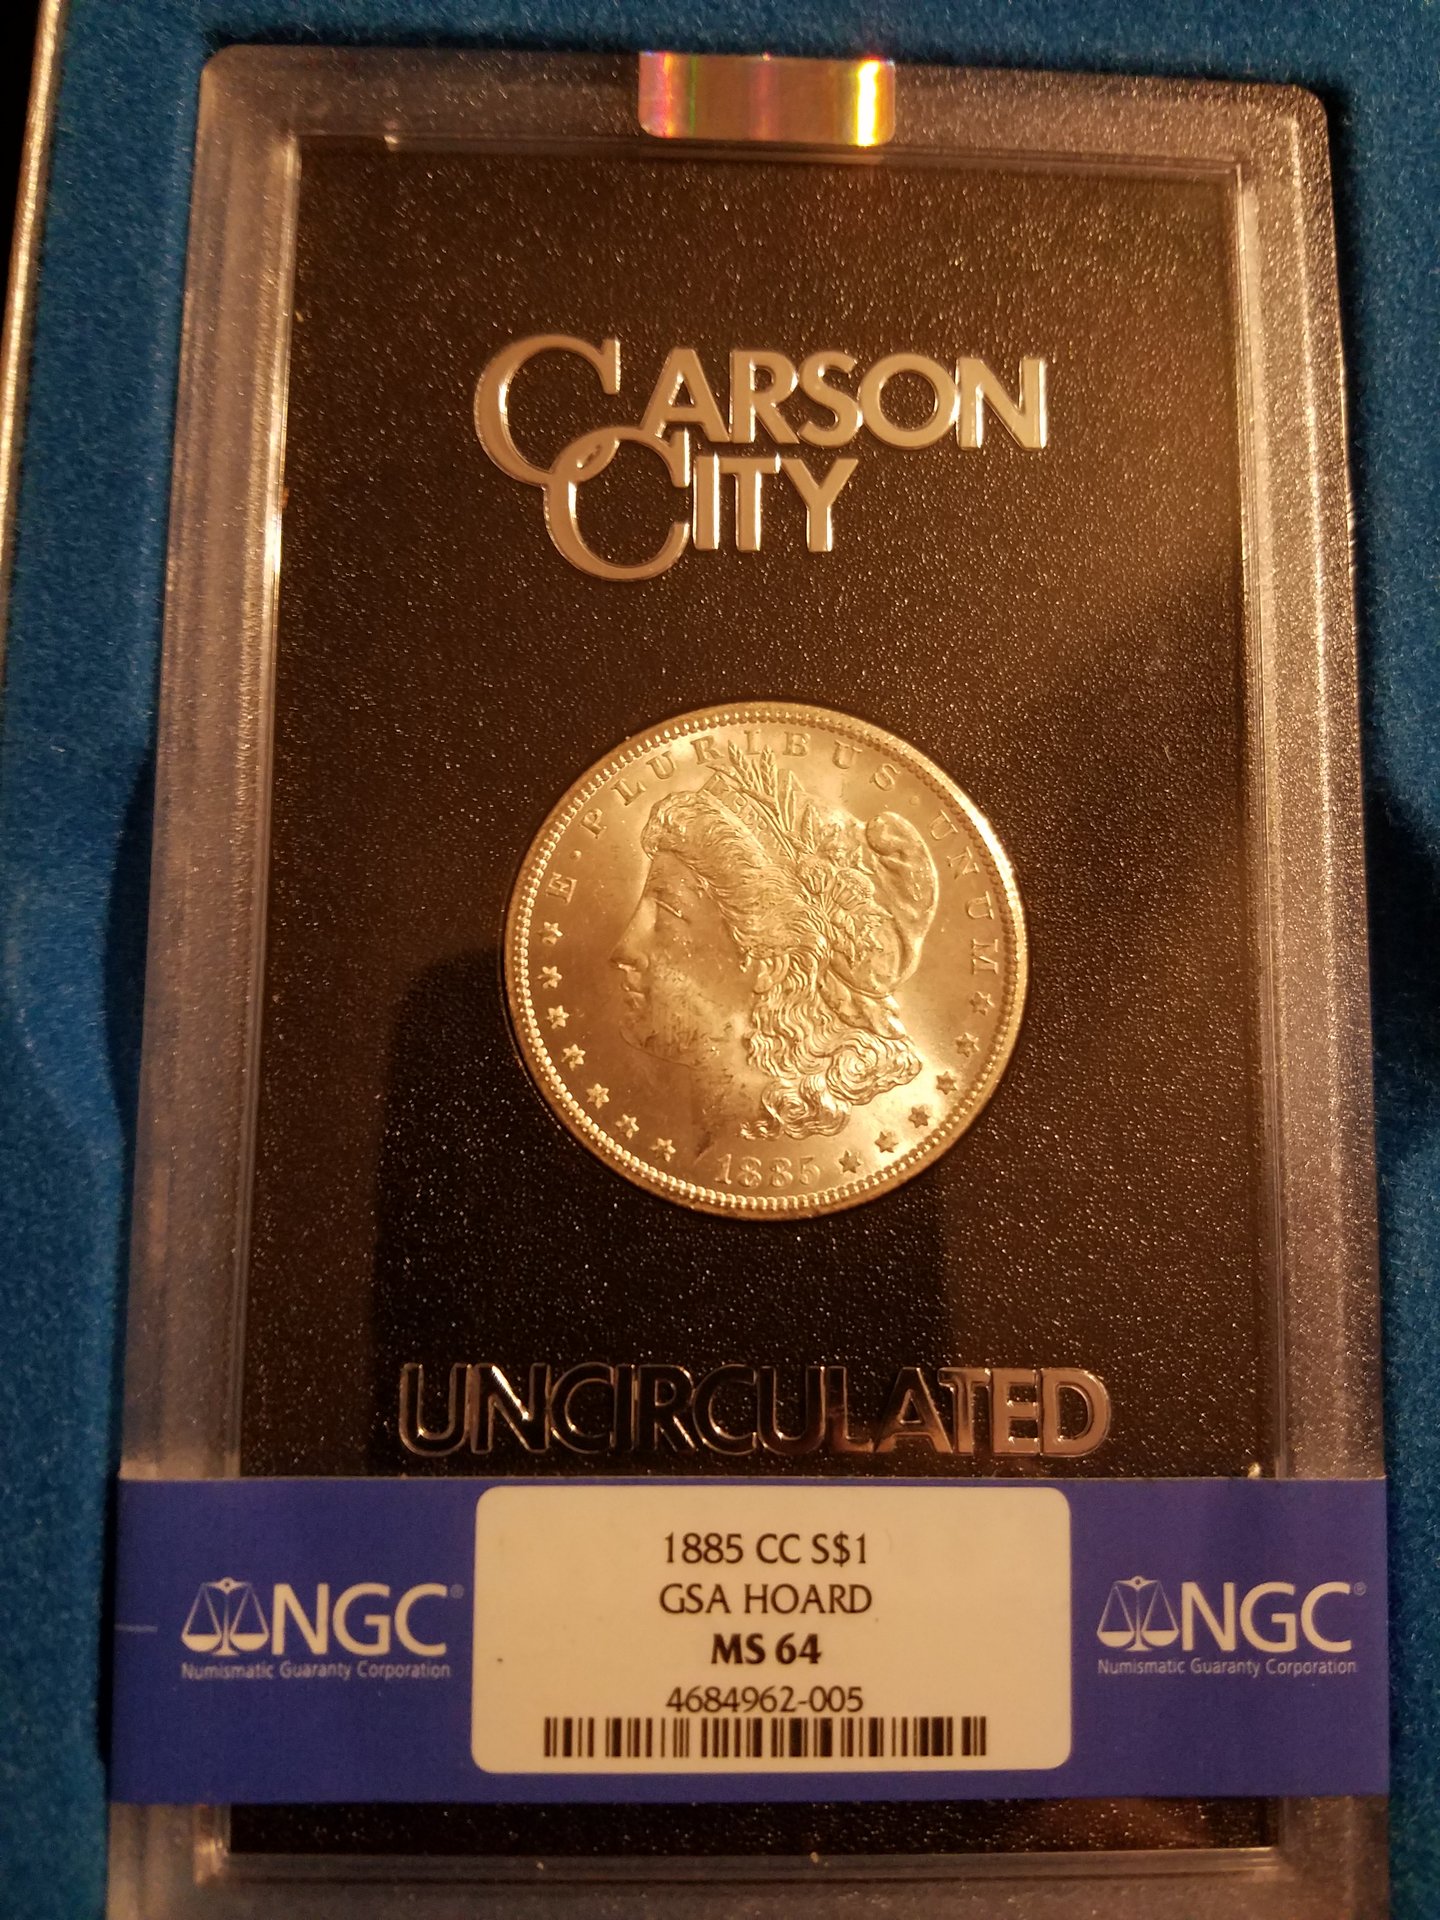 CARSON
CITY
E · PLURIBUS · UNUM
1885
UNCIRCULATED
NGC®
Numismatic Guaranty Corporation
1885 CC S$1
GSA HOARD
MS 64
4684962-005
NGC®
Numismatic Guaranty Corporation